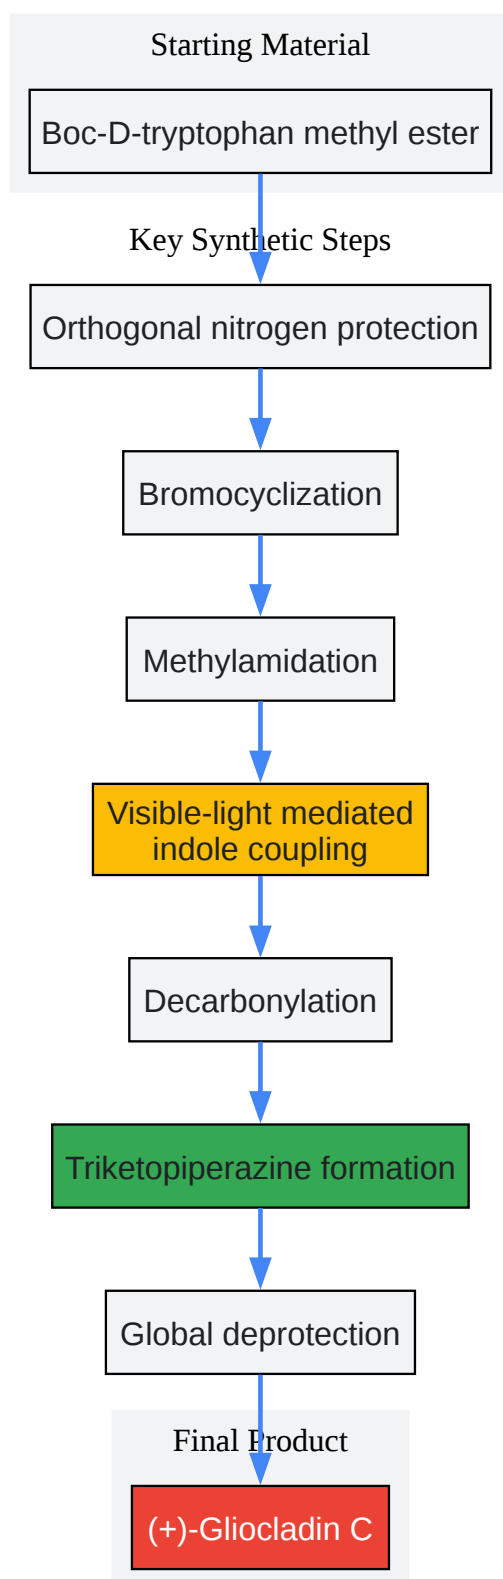 Starting Material
Boc-D-tryptophan methyl ester
Key Synthetic Steps
Orthogonal nitrogen protection
Bromocyclization
Methylamidation
Visible-light mediated
indole coupling
Decarbonylation
Triketopiperazine formation
Global deprotection
Final Product
(+)-Gliocladin C